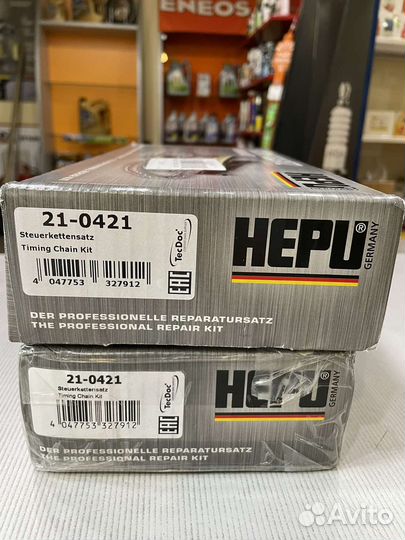 ENEOS
21-0421
Steuerkettensatz
Timing Chain Kit
4 047753 327912
EAC
TecDoc
HEPU®
GERMANY
DER PROFESSIONELLE REPARATURSATZ
THE PROFESSIONAL REPAIR KIT
21-0421
Steuerkettensatz
Timing Chain Kit
4 047753 327912
EAC
TecDoc
HEPU®
GERMANY
DER PROFESSIONELLE REPARATURSATZ
THE PROFESSIONAL REPAIR KIT
Avito